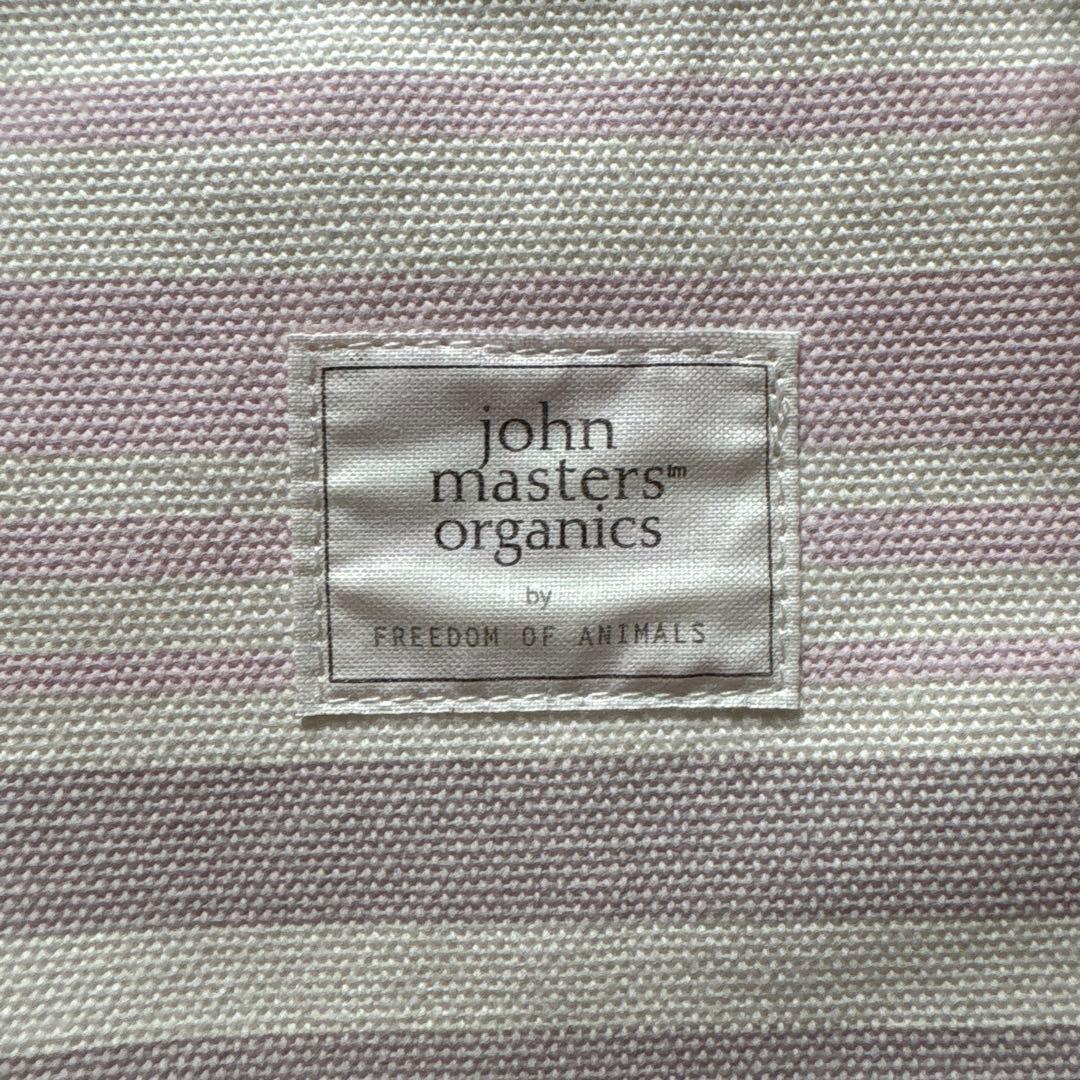 john
masters™
organics
by
FREEDOM OF ANIMALS